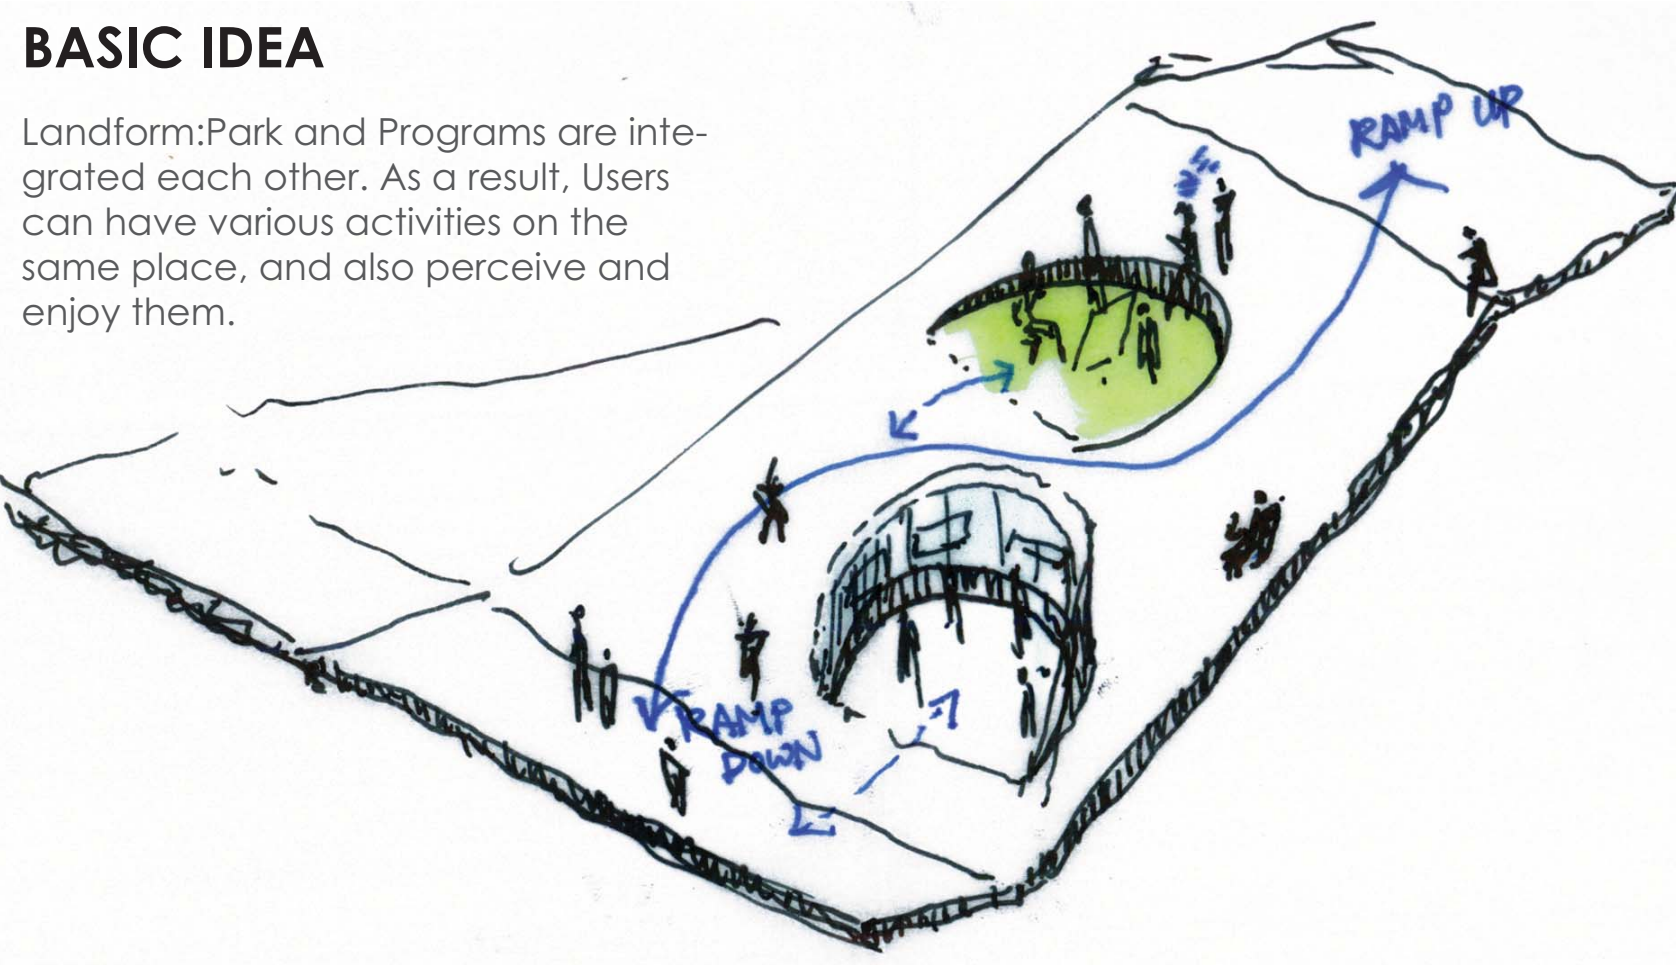 BASIC IDEA
Landform:Park and Programs are inte-
grated each other. As a result, Users
can have various activities on the
same place, and also perceive and
enjoy them.
RAMP UP
RAMP
DOWN